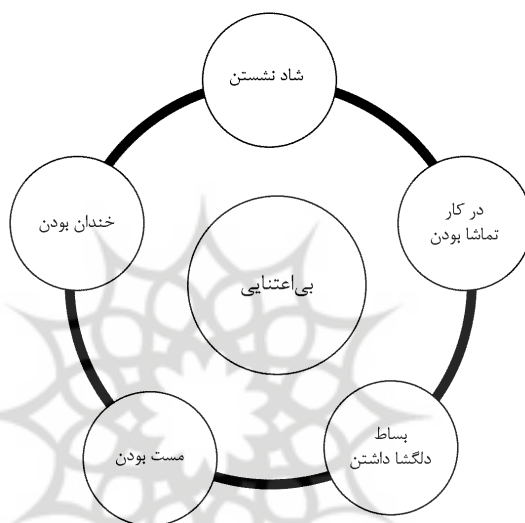 شاد نشستن
در کار
تماشا بودن
خندان بودن
بی‌اعتنایی
بساط
دلگشا داشتن
مست بودن